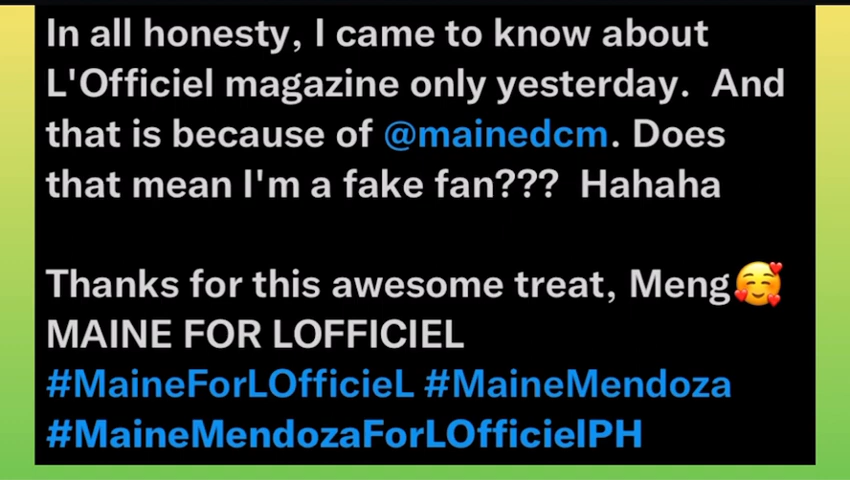 In all honesty, I came to know about
L'Officiel magazine only yesterday.  And
that is because of @mainedcm. Does
that mean I'm a fake fan???  Hahaha
Thanks for this awesome treat, Meng🥰
MAINE FOR LOFFICIEL
#MaineForLOfficieL #MaineMendoza
#MaineMendozaForLOfficielPH